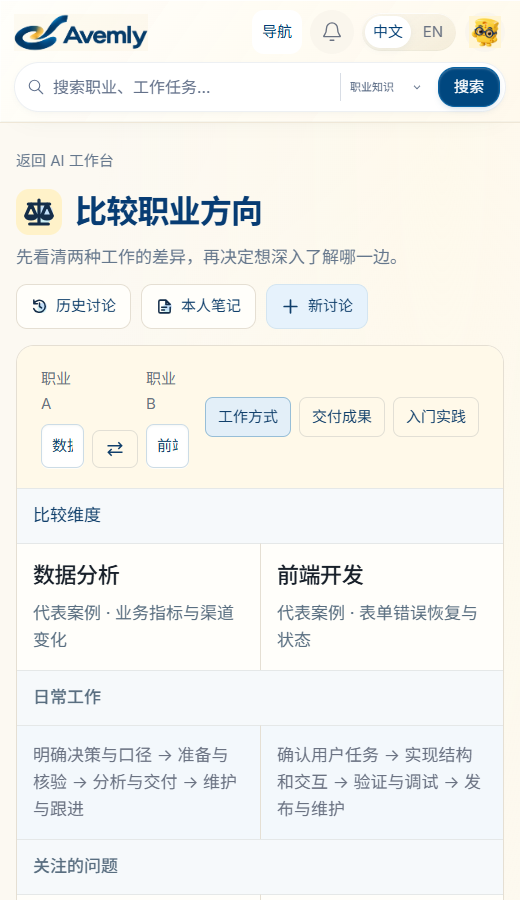 Avemly
导航
中文
EN
搜索职业、工作任务...
职业知识
搜索
返回 AI 工作台
比较职业方向
先看清两种工作的差异，再决定想深入了解哪一边。
历史讨论
本人笔记
新讨论
职业
A
职业
B
数据
前端
工作方式
交付成果
入门实践
比较维度
数据分析
代表案例 · 业务指标与渠道
变化
前端开发
代表案例 · 表单错误恢复与
状态
日常工作
明确决策与口径 → 准备与
核验 → 分析与交付 → 维护
与跟进
确认用户任务 → 实现结构
和交互 → 验证与调试 → 发
布与维护
关注的问题